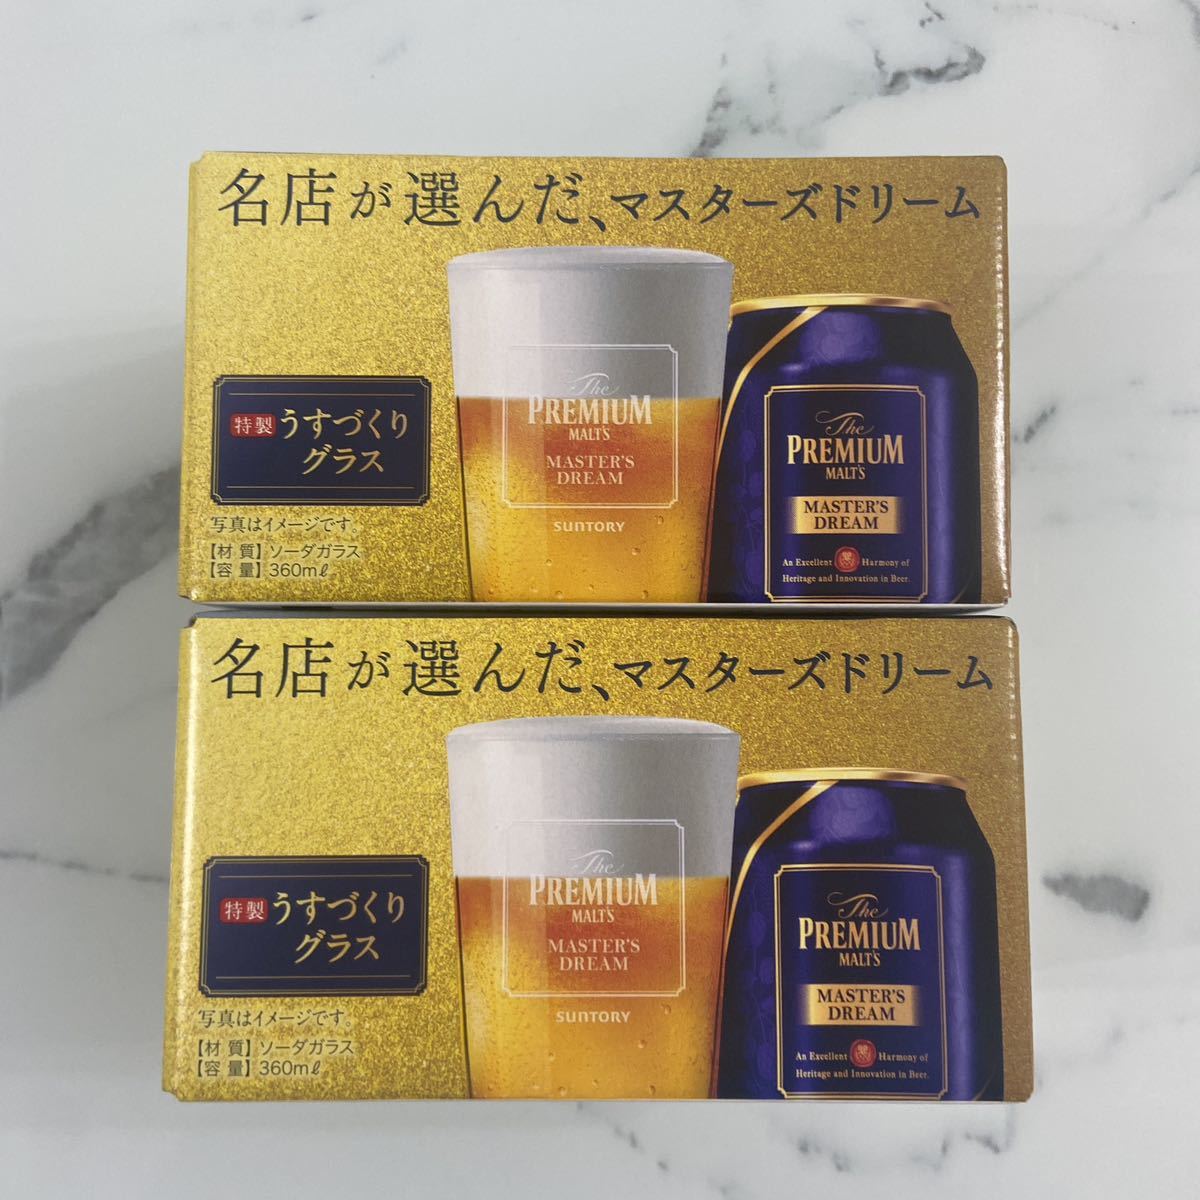 名店が選んだ、マスターズドリーム
特製 うすづくり
グラス
写真はイメージです。
【材 質】ソーダガラス
【容 量】360mℓ
The
PREMIUM
MALT'S
MASTER'S
DREAM
SUNTORY
The
PREMIUM
MALT'S
MASTER'S
DREAM
An Excellent Harmony of
Heritage and Innovation in Beer.
名店が選んだ、マスターズドリーム
特製 うすづくり
グラス
写真はイメージです。
【材 質】ソーダガラス
【容 量】360mℓ
The
PREMIUM
MALT'S
MASTER'S
DREAM
SUNTORY
The
PREMIUM
MALT'S
MASTER'S
DREAM
An Excellent Harmony of
Heritage and Innovation in Beer.